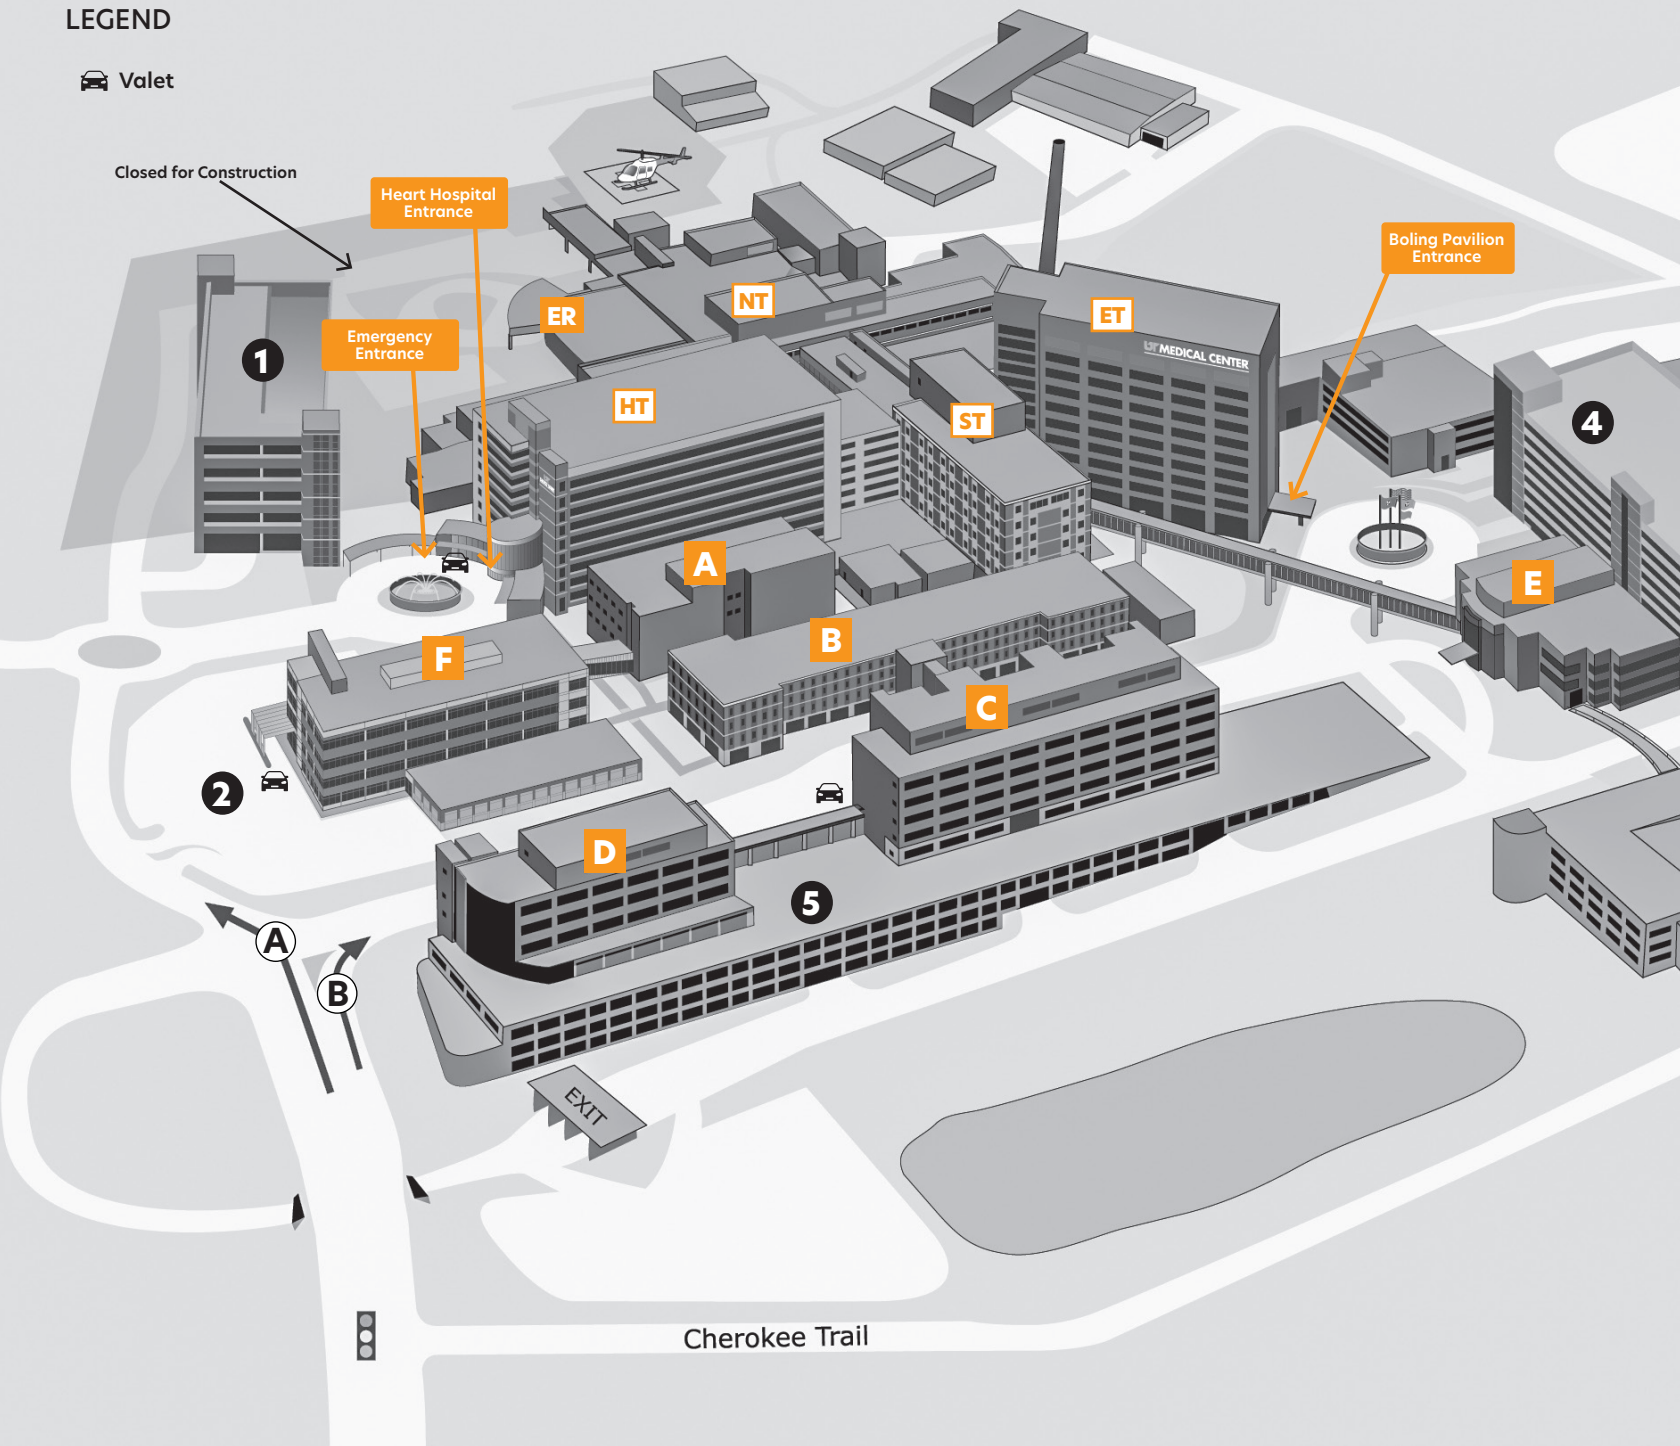 LEGEND
Valet
Closed for Construction
Heart Hospital
Entrance
Boling Pavilion
Entrance
Emergency
Entrance
ER
NT
ET
UT MEDICAL CENTER
1
HT
ST
4
A
E
B
F
C
2
D
5
A
B
EXIT
Cherokee Trail